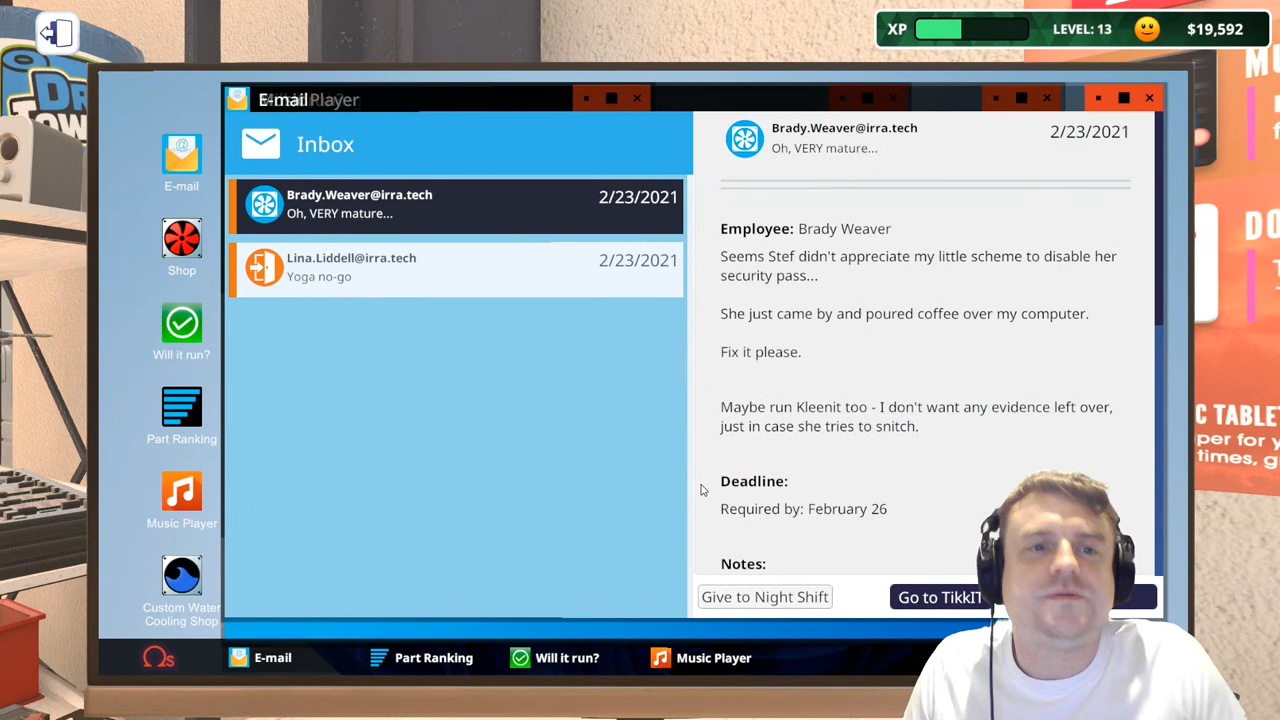 XP
LEVEL: 13
$19,592
E-mail Player
Inbox
Brady.Weaver@irra.tech
2/23/2021
Oh, VERY mature...
Lina.Liddell@irra.tech
2/23/2021
Yoga no-go
Brady.Weaver@irra.tech
2/23/2021
Oh, VERY mature...
Employee: Brady Weaver
Seems Stef didn't appreciate my little scheme to disable her
security pass...
She just came by and poured coffee over my computer.
Fix it please.
Maybe run Kleenit too - I don't want any evidence left over,
just in case she tries to snitch.
Deadline:
Required by: February 26
Notes:
Give to Night Shift
Go to TikkIT
E-mail
Shop
Will it run?
Part Ranking
Music Player
Custom Water
Cooling Shop
Ωs
E-mail
Part Ranking
Will it run?
Music Player
DO
C TABLET
per for y
times, g